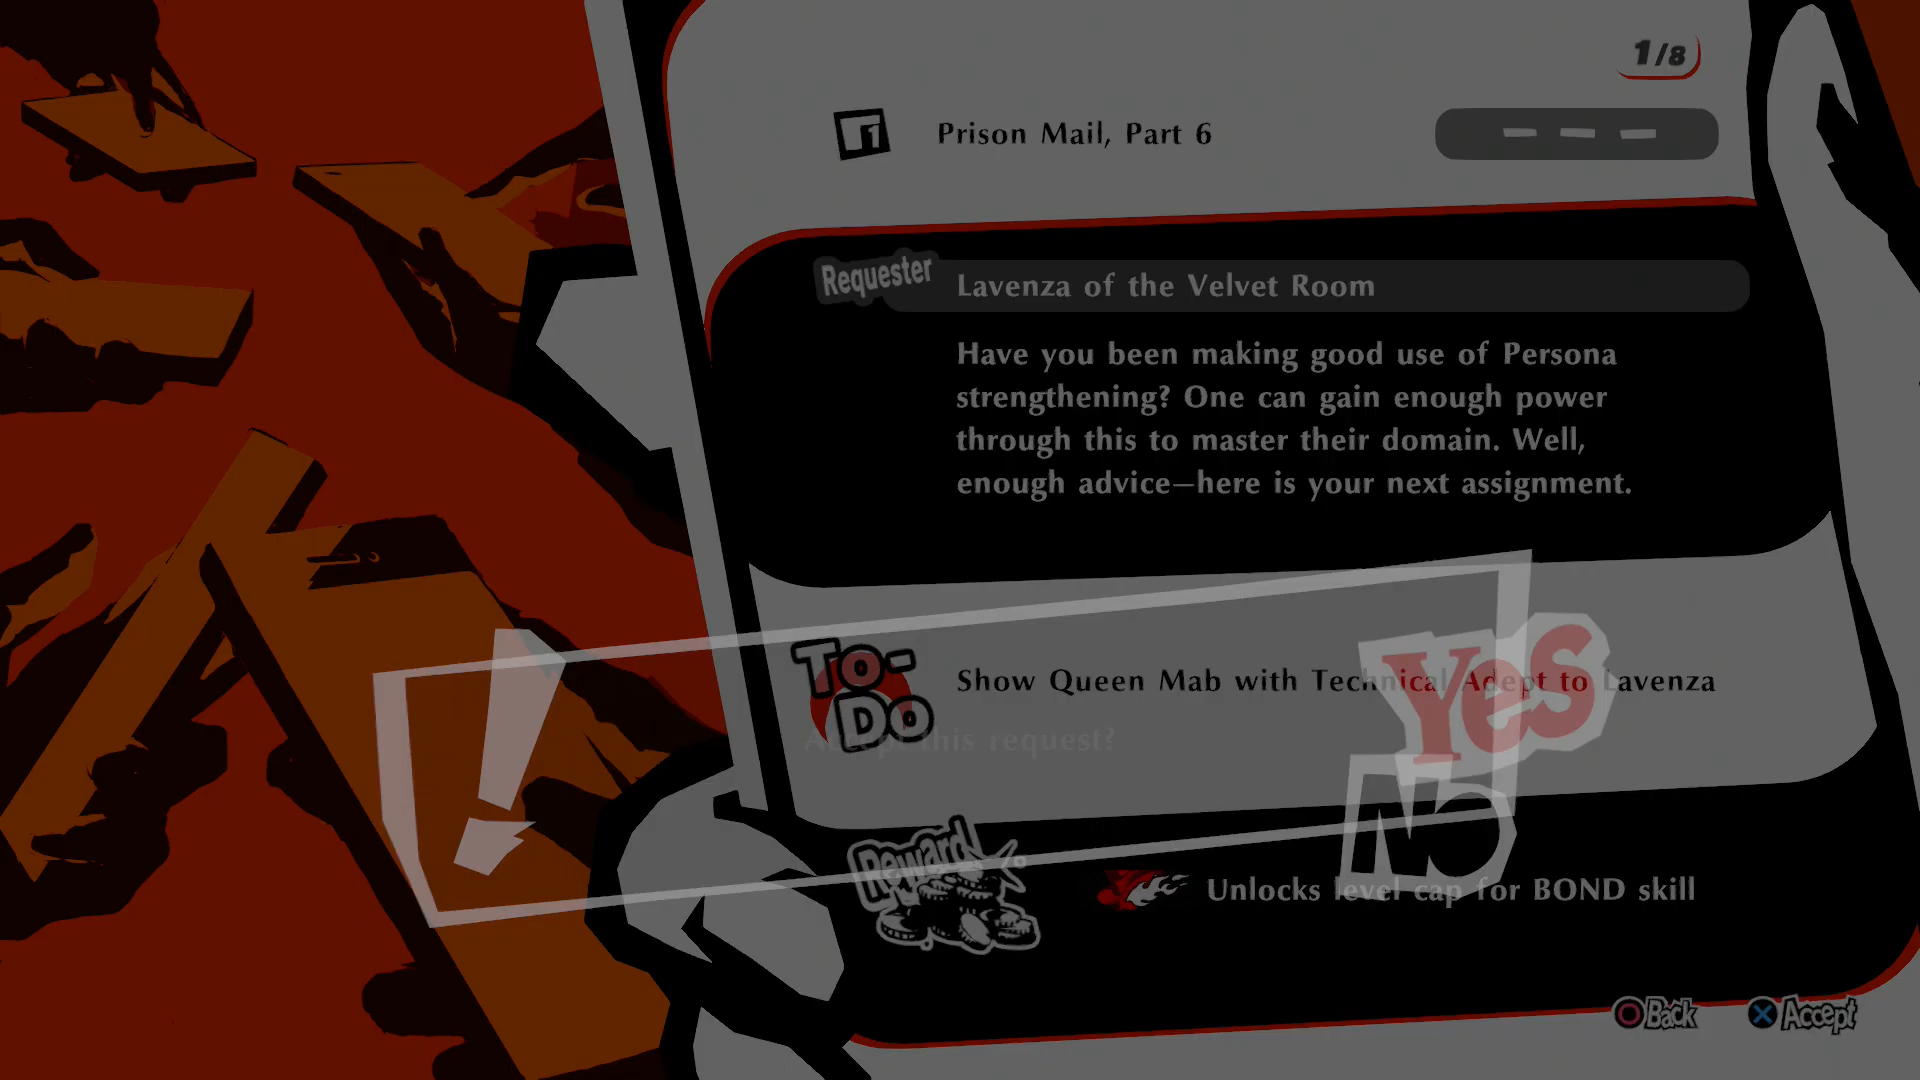 1/8
Prison Mail, Part 6
Requester
Lavenza of the Velvet Room
Have you been making good use of Persona
strengthening? One can gain enough power
through this to master their domain. Well,
enough advice—here is your next assignment.
To-
Do
Show Queen Mab with Technical Adept to Lavenza
Yes
Accept this request?
No
Reward
Unlocks level cap for BOND skill
Back
Accept